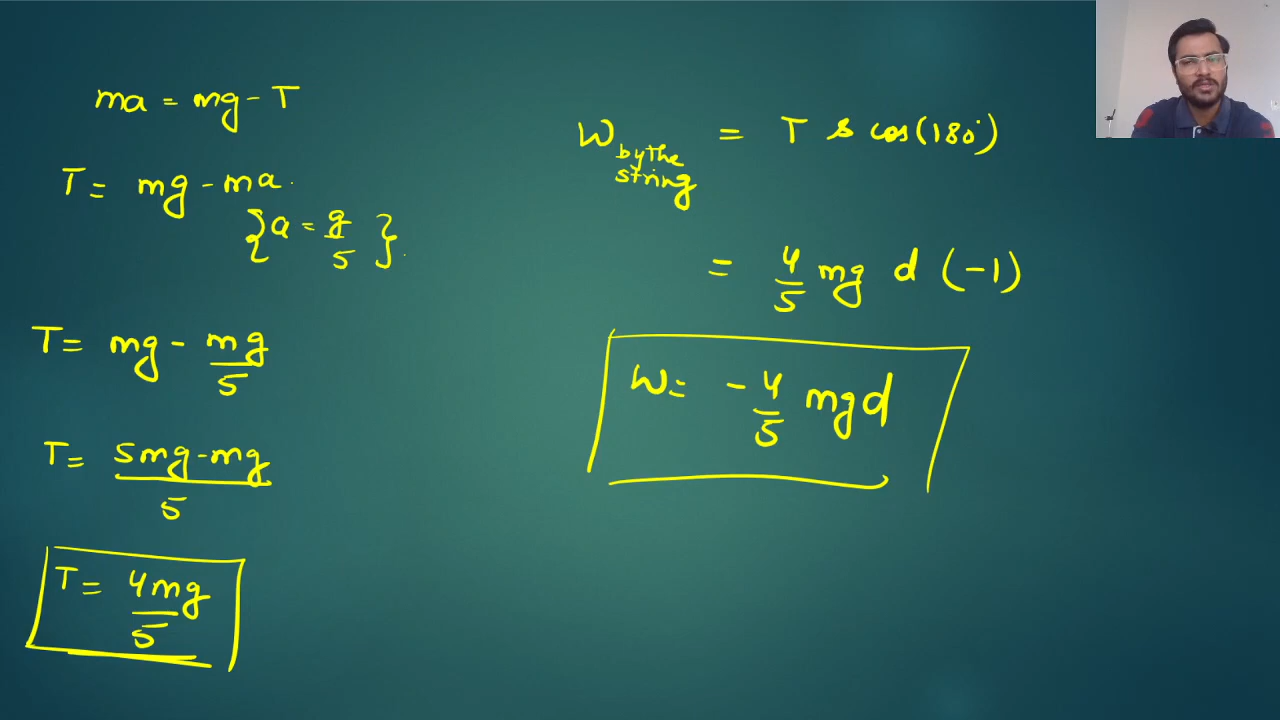 ma = mg - T
T = mg - ma.
{a = g/5}.
T = mg - mg/5
T = 5mg - mg/5
T = 4mg/5
W by the string = T s cos(180°)
= 4/5 mg d (-1)
W = - 4/5 mgd